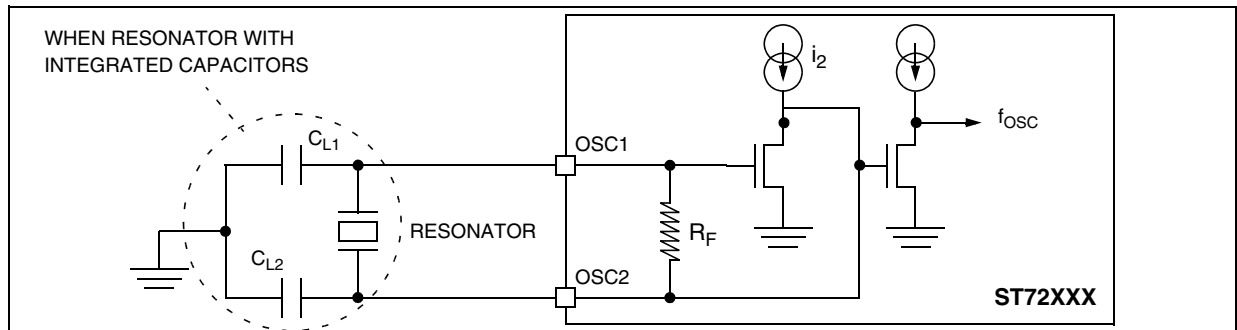 WHEN RESONATOR WITH
INTEGRATED CAPACITORS
i2
fOSC
CL1
OSC1
RESONATOR
RF
CL2
OSC2
ST72XXX